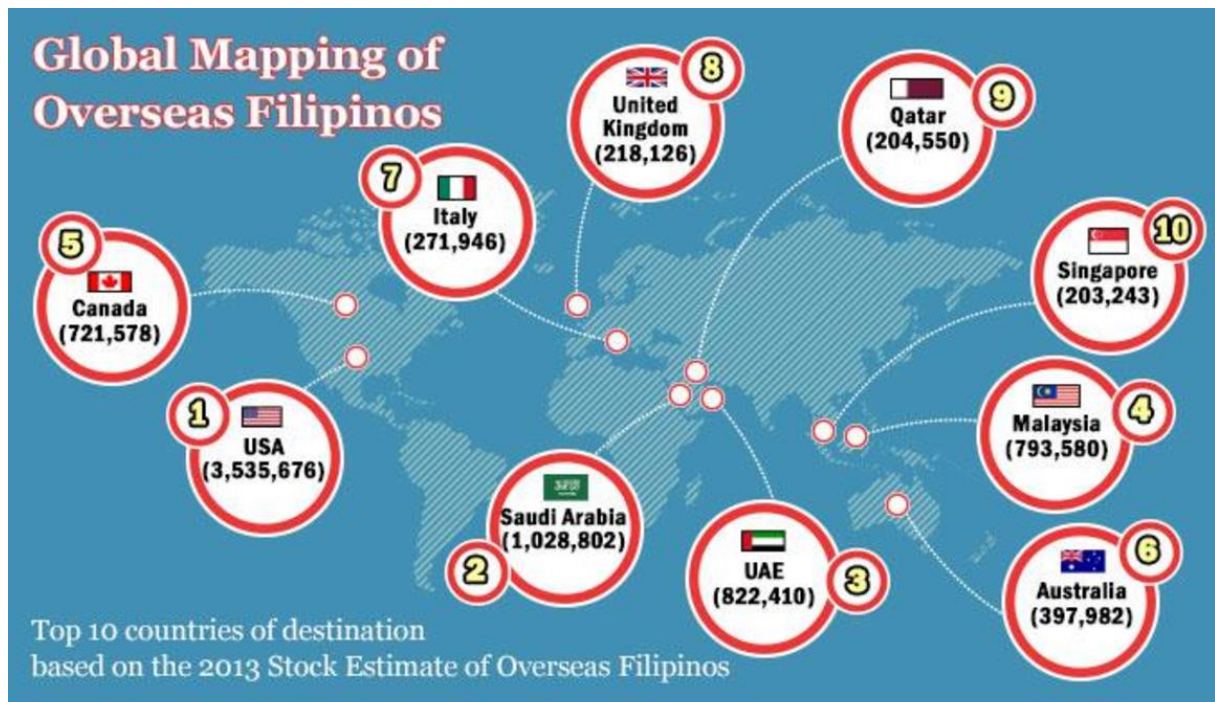 Global Mapping of
Overseas Filipinos
8
United
Kingdom
(218,126)
9
Qatar
(204,550)
7
Italy
(271,946)
10
Singapore
(203,243)
5
Canada
(721,578)
1
USA
(3,535,676)
4
Malaysia
(793,580)
2
Saudi Arabia
(1,028,802)
3
UAE
(822,410)
6
Australia
(397,982)
Top 10 countries of destination
based on the 2013 Stock Estimate of Overseas Filipinos